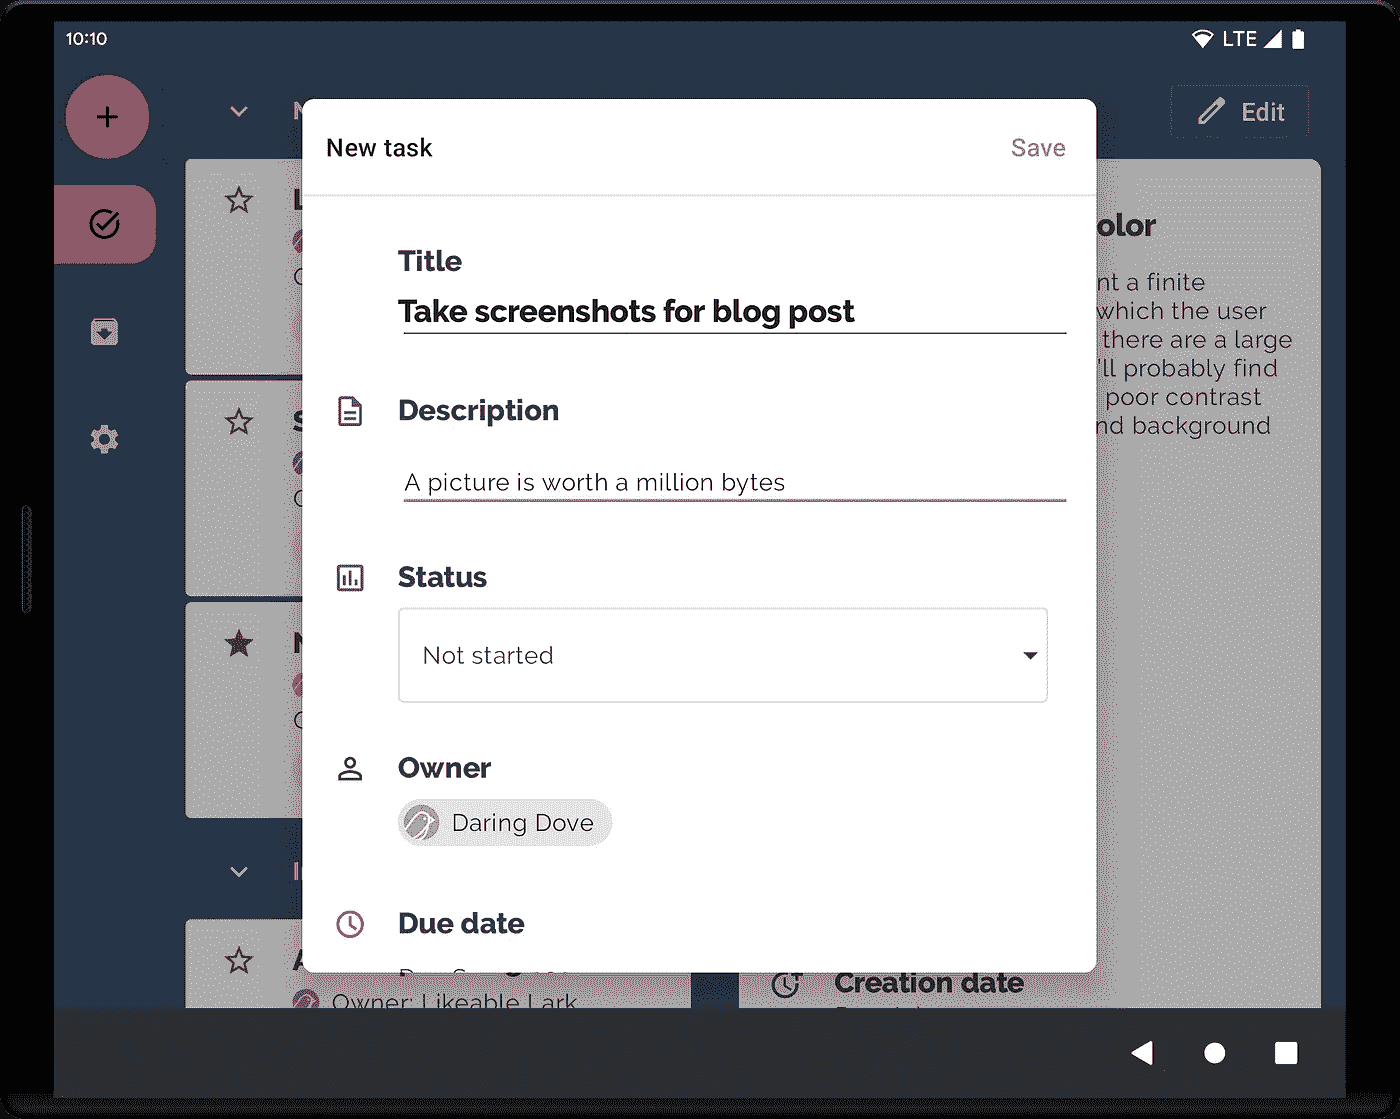 10:10
LTE
Edit
New task
Save
Title
Take screenshots for blog post
Description
A picture is worth a million bytes
Status
Not started
Owner
Daring Dove
Due date
nt a finite
which the user
there are a large
'll probably find
poor contrast
nd background
Creation date
Owner: Likeable Lark